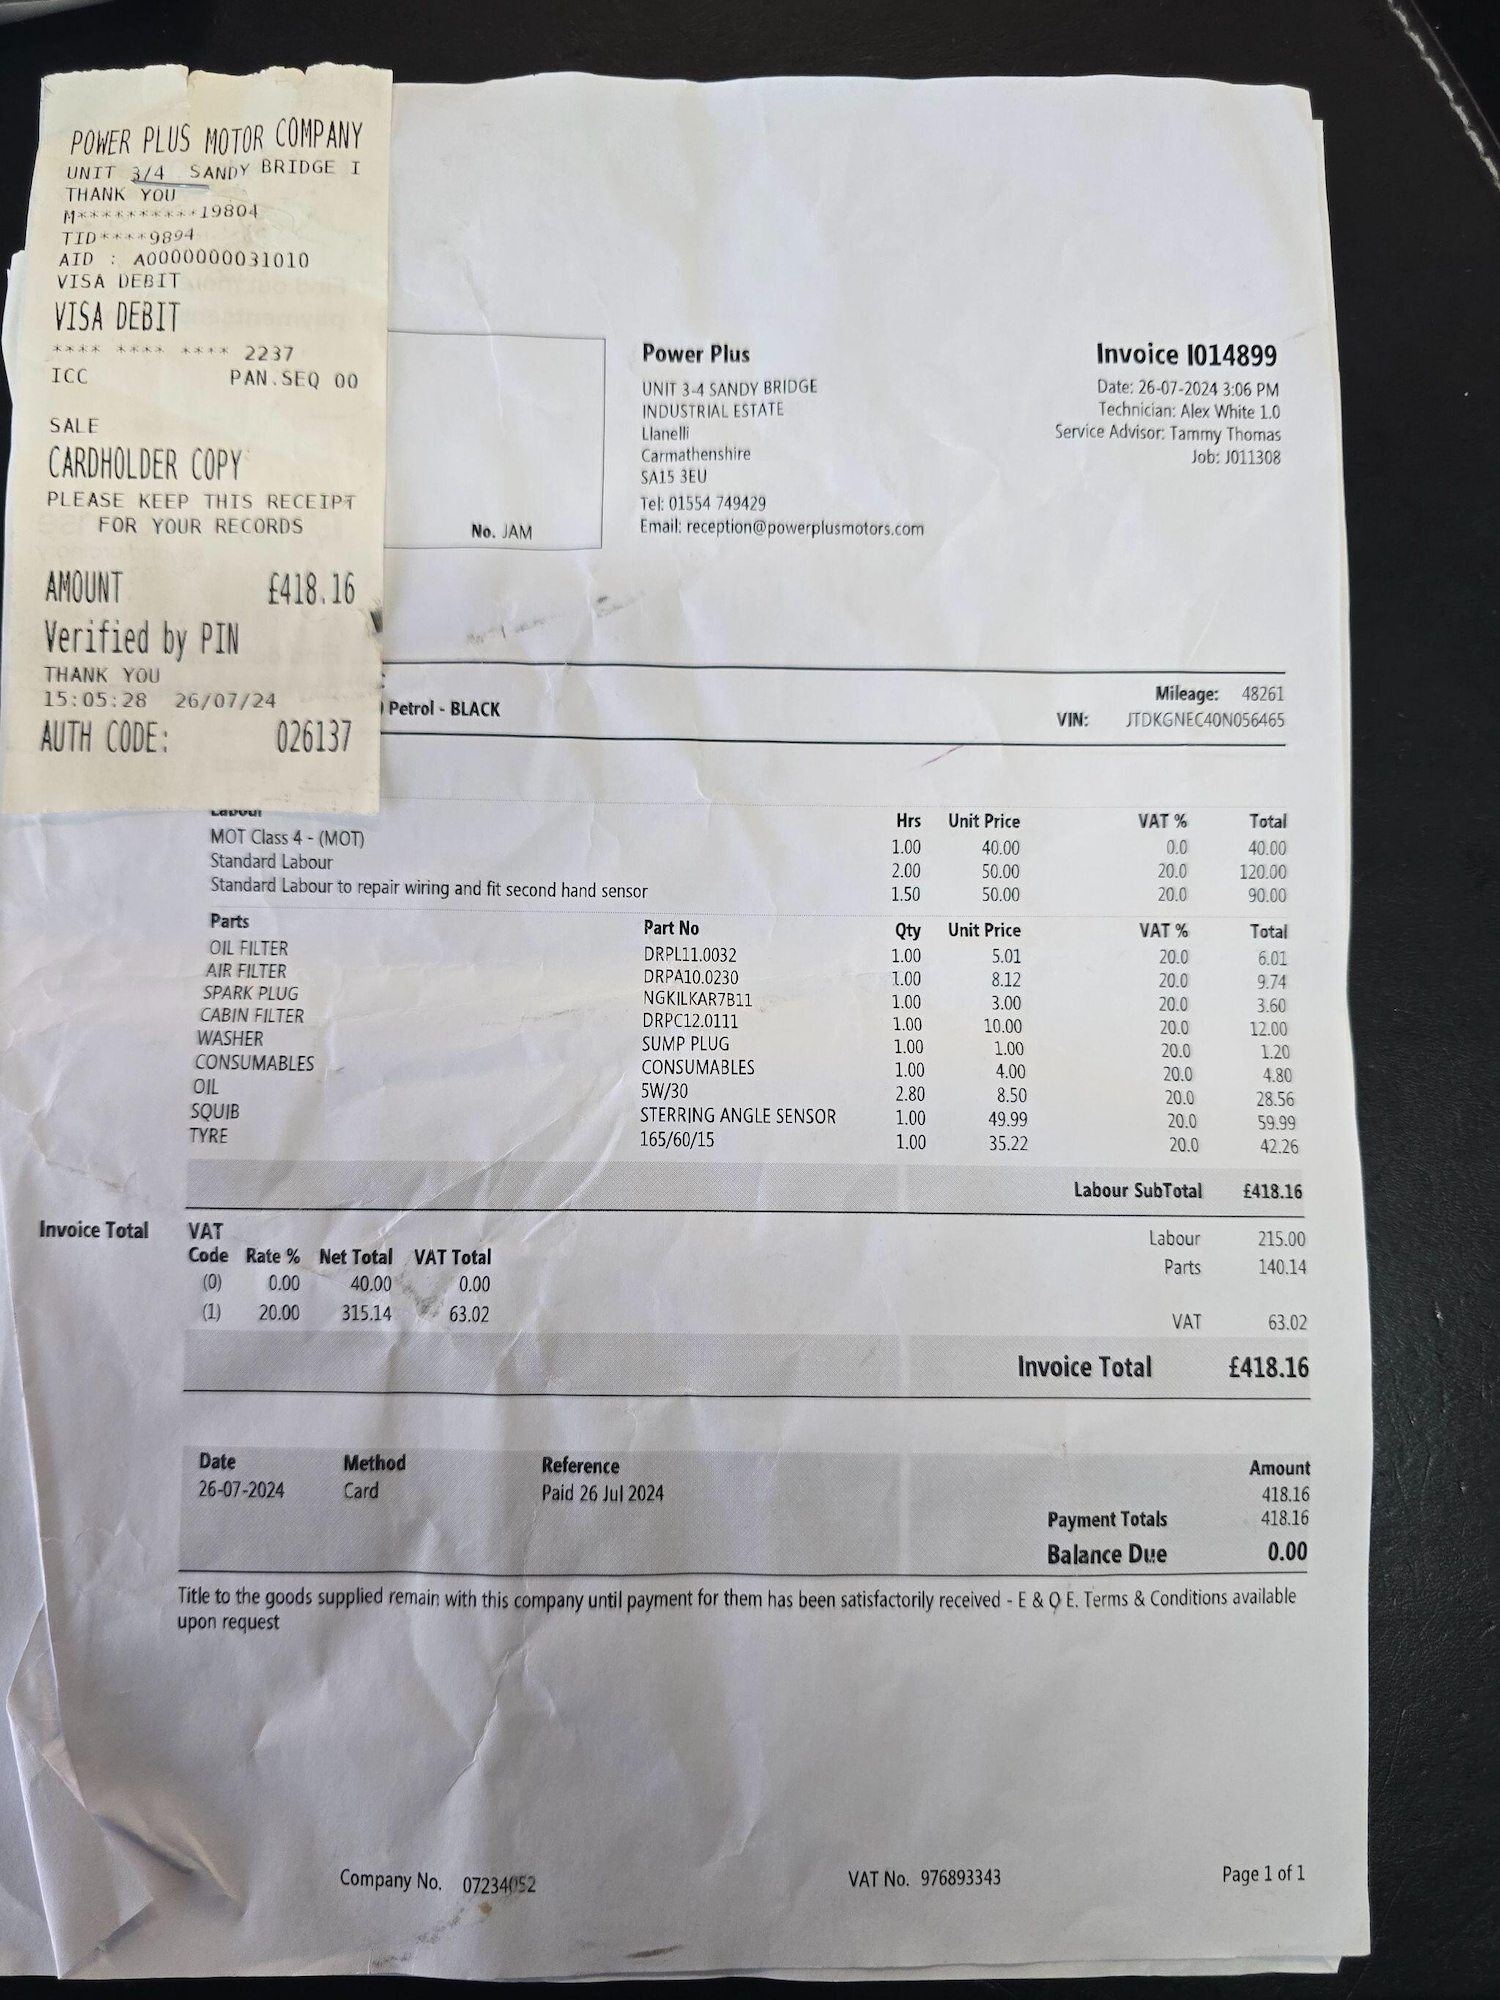 POWER PLUS MOTOR COMPANY
UNIT 3/4 SANDY BRIDGE I
THANK YOU
M**********19804
TID****9894
AID : A0000000031010
VISA DEBIT
VISA DEBIT
**** **** **** 2237
ICC PAN.SEQ 00
SALE
CARDHOLDER COPY
PLEASE KEEP THIS RECEIPT
FOR YOUR RECORDS
AMOUNT £418.16
Verified by PIN
THANK YOU
15:05:28 26/07/24
AUTH CODE: 026137
No. JAM
Power Plus
UNIT 3-4 SANDY BRIDGE
INDUSTRIAL ESTATE
Llanelli
Carmathenshire
SA15 3EU
Tel: 01554 749429
Email: reception@powerplusmotors.com
Invoice I014899
Date: 26-07-2024 3:06 PM
Technician: Alex White 1.0
Service Advisor: Tammy Thomas
Job: J011308
Petrol - BLACK
Mileage: 48261
VIN: JTDKGNEC40N056465
Labour Hrs Unit Price VAT % Total
MOT Class 4 - (MOT) 1.00 40.00 0.0 40.00
Standard Labour 2.00 50.00 20.0 120.00
Standard Labour to repair wiring and fit second hand sensor 1.50 50.00 20.0 90.00
Parts Part No Qty Unit Price VAT % Total
OIL FILTER DRPL11.0032 1.00 5.01 20.0 6.01
AIR FILTER DRPA10.0230 1.00 8.12 20.0 9.74
SPARK PLUG NGKILKAR7B11 1.00 3.00 20.0 3.60
CABIN FILTER DRPC12.0111 1.00 10.00 20.0 12.00
WASHER SUMP PLUG 1.00 1.00 20.0 1.20
CONSUMABLES CONSUMABLES 1.00 4.00 20.0 4.80
OIL 5W/30 2.80 8.50 20.0 28.56
SQUIB STERRING ANGLE SENSOR 1.00 49.99 20.0 59.99
TYRE 165/60/15 1.00 35.22 20.0 42.26
Labour SubTotal £418.16
Invoice Total
VAT
Code Rate % Net Total VAT Total
(0) 0.00 40.00 0.00
(1) 20.00 315.14 63.02
Labour 215.00
Parts 140.14
VAT 63.02
Invoice Total £418.16
Date Method Reference Amount
26-07-2024 Card Paid 26 Jul 2024 418.16
Payment Totals 418.16
Balance Due 0.00
Title to the goods supplied remain with this company until payment for them has been satisfactorily received - E & O E. Terms & Conditions available
upon request
Company No. 07234052
VAT No. 976893343
Page 1 of 1